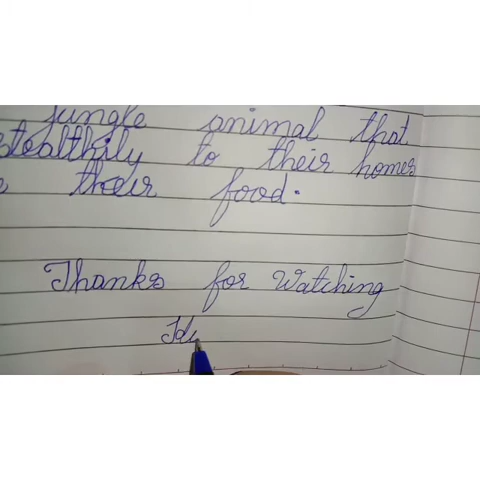 jungle animal that
stealthily to their homes
their food.
Thanks for Watching